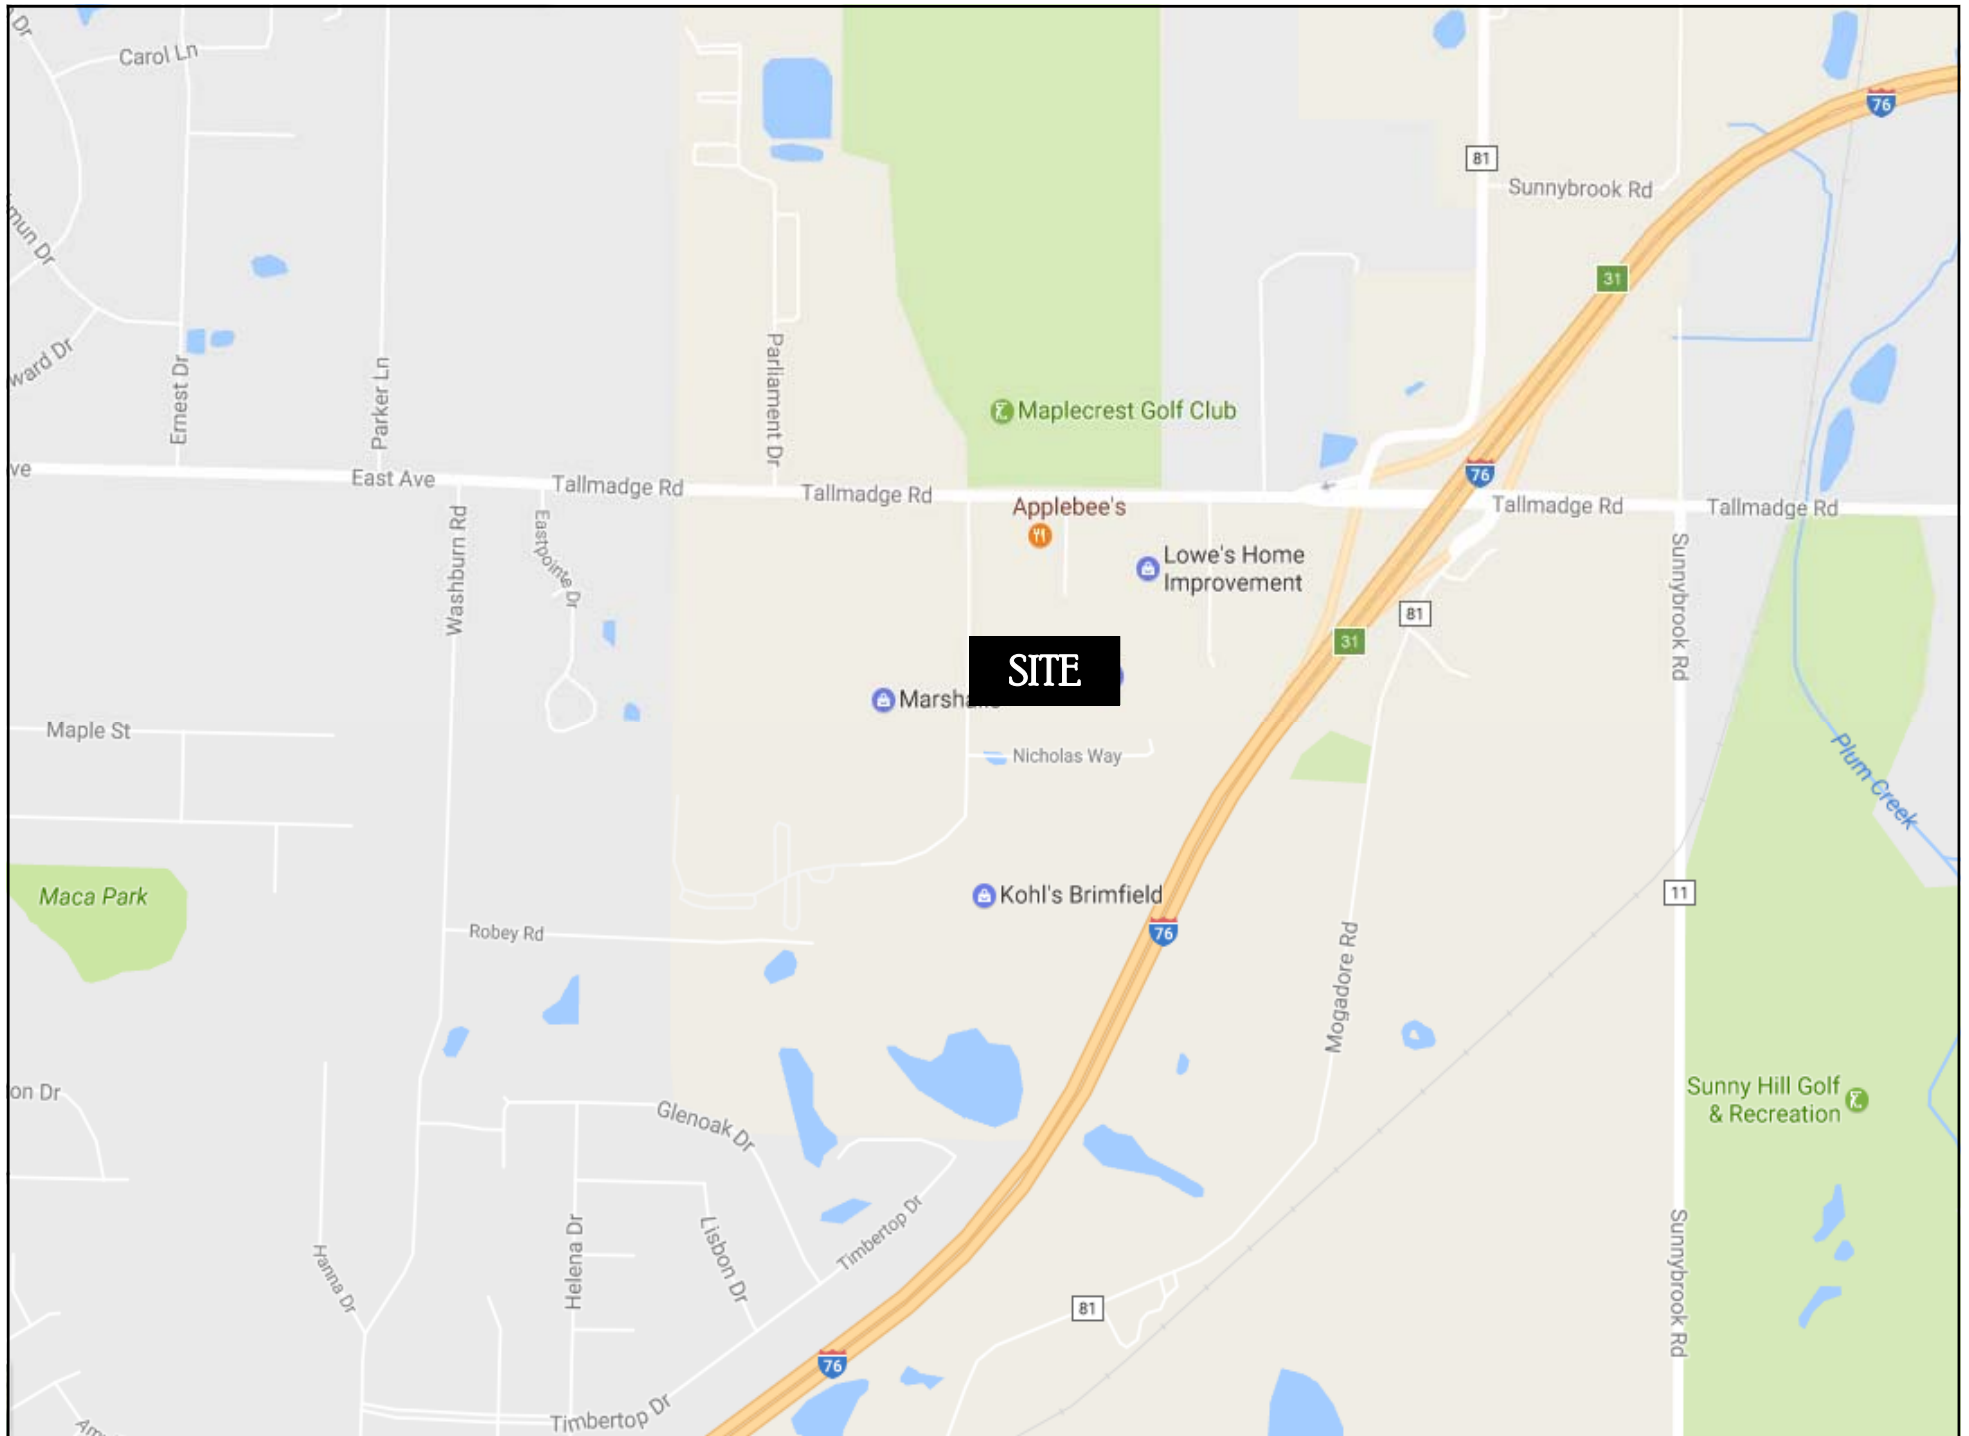 Dr
Carol Ln
76
81
Sunnybrook Rd
mun Dr
31
ward Dr
Ernest Dr
Parker Ln
Parliament Dr
Maplecrest Golf Club
ve
East Ave
Tallmadge Rd
Tallmadge Rd
76
Tallmadge Rd
Tallmadge Rd
Applebee's
Washburn Rd
Eastpointe Dr
Lowe's Home
Improvement
Sunnybrook Rd
81
31
SITE
Marsha
Maple St
Nicholas Way
Plum Creek
Maca Park
Kohl's Brimfield
11
Robey Rd
76
Mogadore Rd
on Dr
Glenoak Dr
Sunny Hill Golf
& Recreation
Hanna Dr
Helena Dr
Lisbon Dr
Timbertop Dr
Sunnybrook Rd
81
76
Timbertop Dr